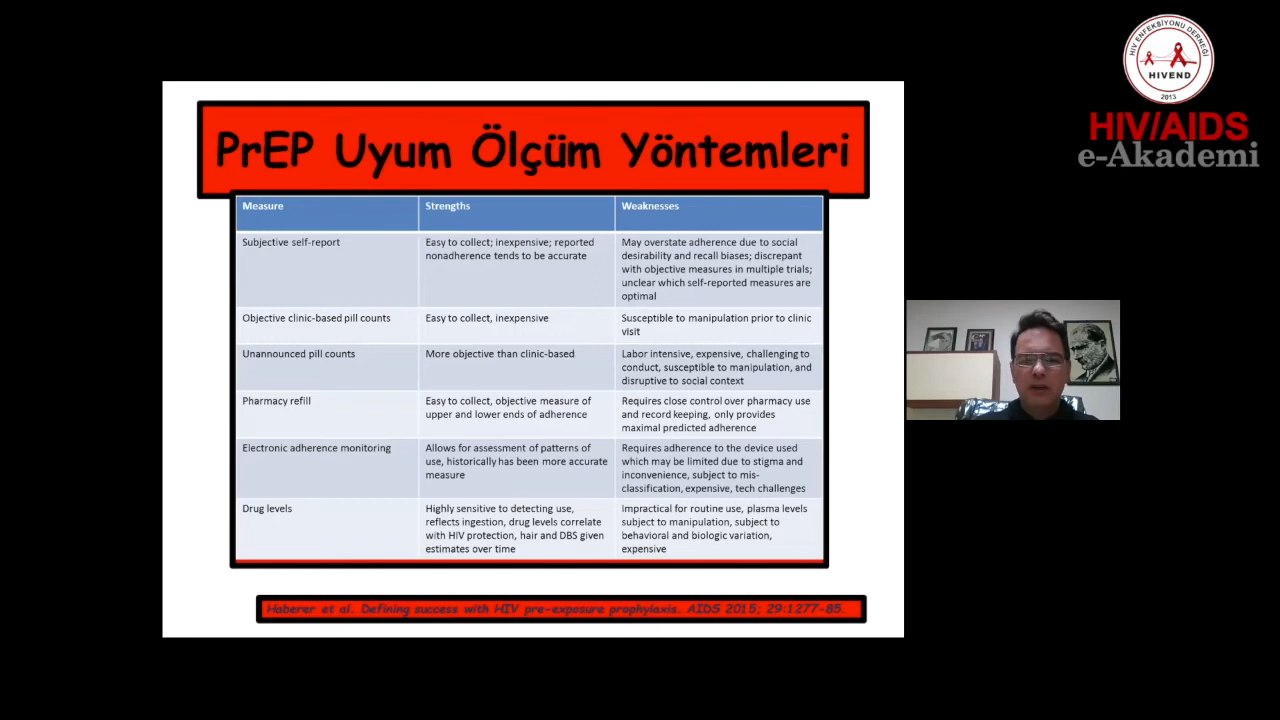 PrEP Uyum Ölçüm Yöntemleri
Measure
Strengths
Weaknesses
Subjective self-report
Easy to collect; inexpensive; reported
nonadherence tends to be accurate
May overstate adherence due to social
desirability and recall biases; discrepant
with objective measures in multiple trials;
unclear which self-reported measures are
optimal
Objective clinic-based pill counts
Easy to collect, inexpensive
Susceptible to manipulation prior to clinic
visit
Unannounced pill counts
More objective than clinic-based
Labor intensive, expensive, challenging to
conduct, susceptible to manipulation, and
disruptive to social context
Pharmacy refill
Easy to collect, objective measure of
upper and lower ends of adherence
Requires close control over pharmacy use
and record keeping, only provides
maximal predicted adherence
Electronic adherence monitoring
Allows for assessment of patterns of
use, historically has been more accurate
measure
Requires adherence to the device used
which may be limited due to stigma and
inconvenience, subject to mis-
classification, expensive, tech challenges
Drug levels
Highly sensitive to detecting use,
reflects ingestion, drug levels correlate
with HIV protection, hair and DBS given
estimates over time
Impractical for routine use, plasma levels
subject to manipulation, subject to
behavioral and biologic variation,
expensive
Haberer et al. Defining success with HIV pre-exposure prophylaxis. AIDS 2015; 29:1277-85.
HIV ENFEKSİYONU DERNEĞİ
HIVEND
2013
HIV/AIDS
e-Akademi